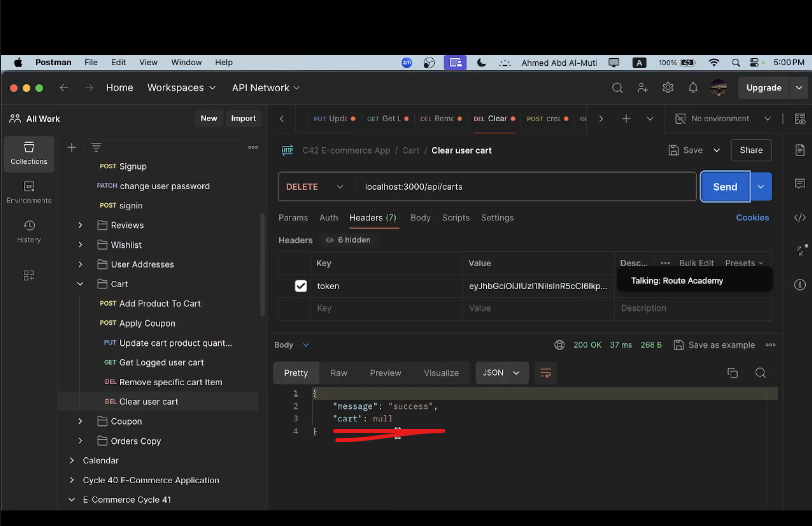 Postman File Edit View Window Help
Ahmed Abd Al-Muti A 100% 5:00 PM
Home Workspaces API Network Upgrade
All Work New Import
PUT Upda GET Get L DEL Remo DEL Clear POST crea No environment
Collections
Environments
History
POST Signup
PATCH change user password
POST signin
Reviews
Wishlist
User Addresses
Cart
POST Add Product To Cart
POST Apply Coupon
PUT Update cart product quant...
GET Get Logged user cart
DEL Remove specific cart Item
DEL Clear user cart
Coupon
Orders Copy
Calendar
Cycle 40 E-Commerce Application
E-Commerce Cycle 41
HTTP C42 E-commerce App / Cart / Clear user cart Save Share
DELETE localhost:3000/api/carts Send
Params Auth Headers (7) Body Scripts Settings Cookies
Headers 6 hidden
Key Value Desc... Bulk Edit Presets
token
Talking: Route Academy
Key Value Description
Body 200 OK 37 ms 268 B Save as example
Pretty Raw Preview Visualize JSON
1 {
2 "message": "success",
3 "cart": null
4 }